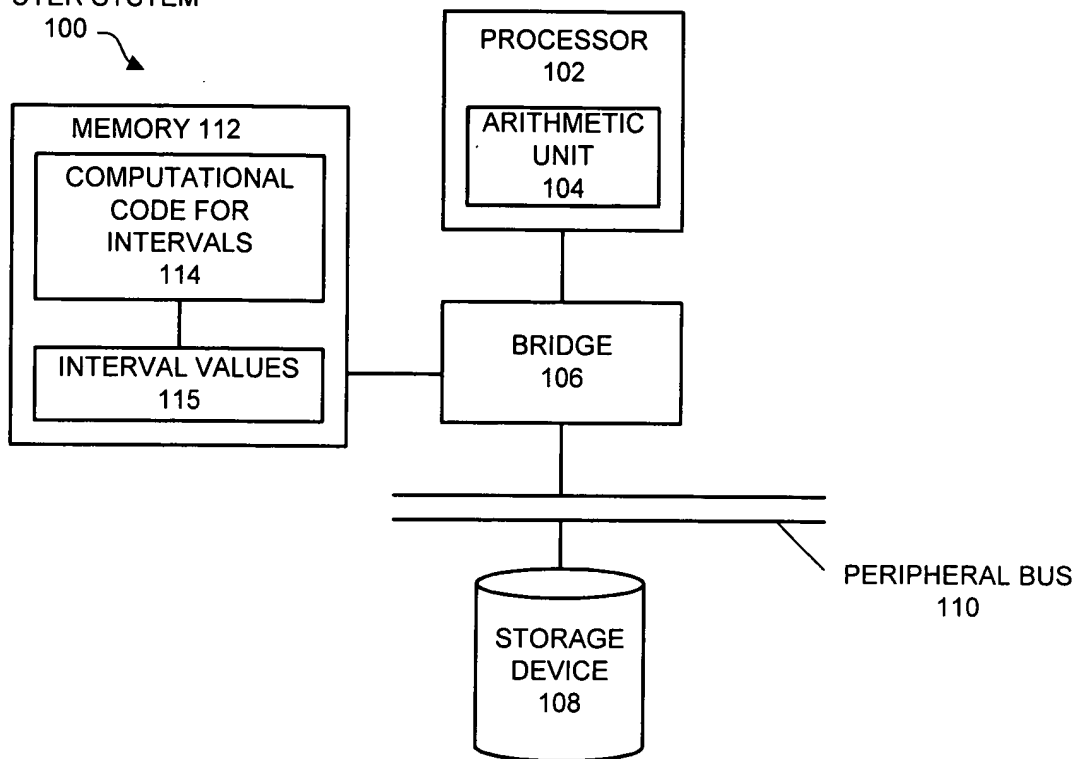 SYSTEM
100
PROCESSOR
102
ARITHMETIC
UNIT
104
MEMORY 112
COMPUTATIONAL
CODE FOR
INTERVALS
114
INTERVAL VALUES
115
BRIDGE
106
PERIPHERAL BUS
110
STORAGE
DEVICE
108